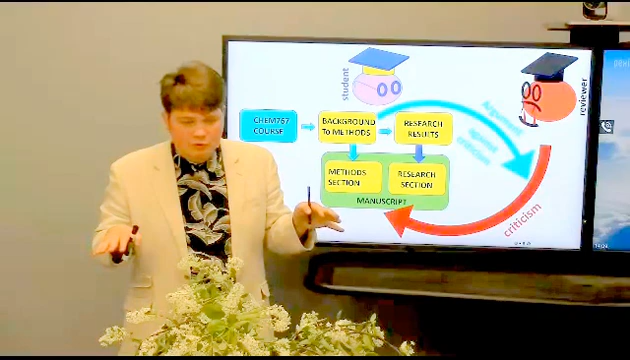 student
reviewer
CHEM767
COURSE
BACKGROUND
TO METHODS
RESEARCH
RESULTS
METHODS
SECTION
RESEARCH
SECTION
MANUSCRIPT
criticism